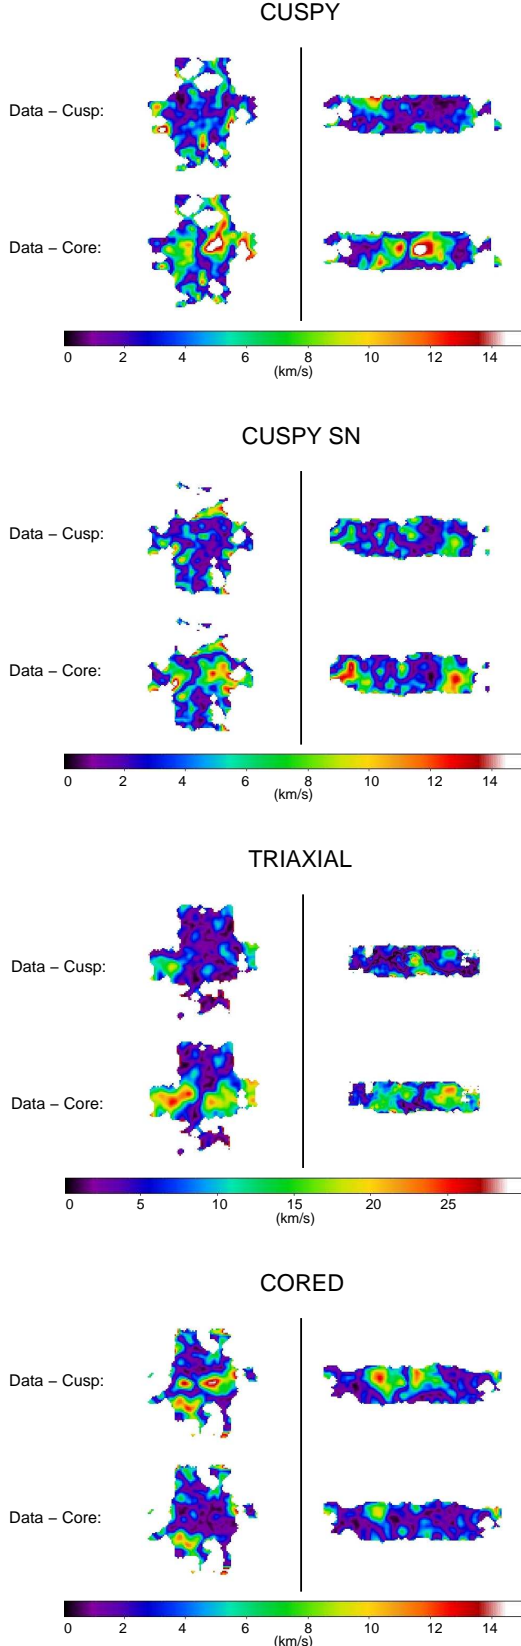 CUSPY
Data – Cusp:
Data – Core:
0 2 4 6 8 10 12 14
(km/s)
CUSPY SN
Data – Cusp:
Data – Core:
0 2 4 6 8 10 12 14
(km/s)
TRIAXIAL
Data – Cusp:
Data – Core:
0 5 10 15 20 25
(km/s)
CORED
Data – Cusp:
Data – Core:
0 2 4 6 8 10 12 14
(km/s)